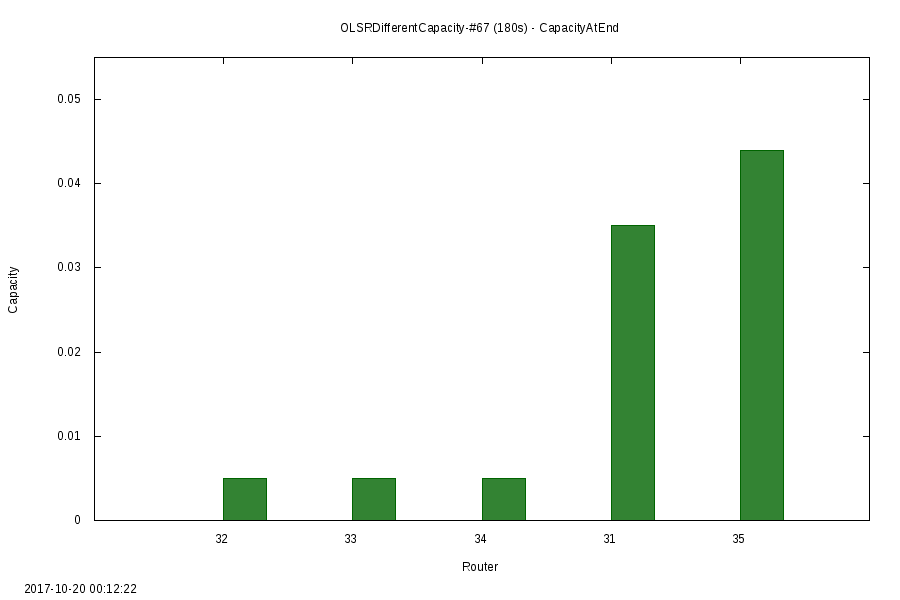 OLSRDifferentCapacity-#67 (180s) - CapacityAtEnd
0.05
0.04
0.03
0.02
0.01
0
Capacity
32 33 34 31 35
Router
2017-10-20 00:12:22